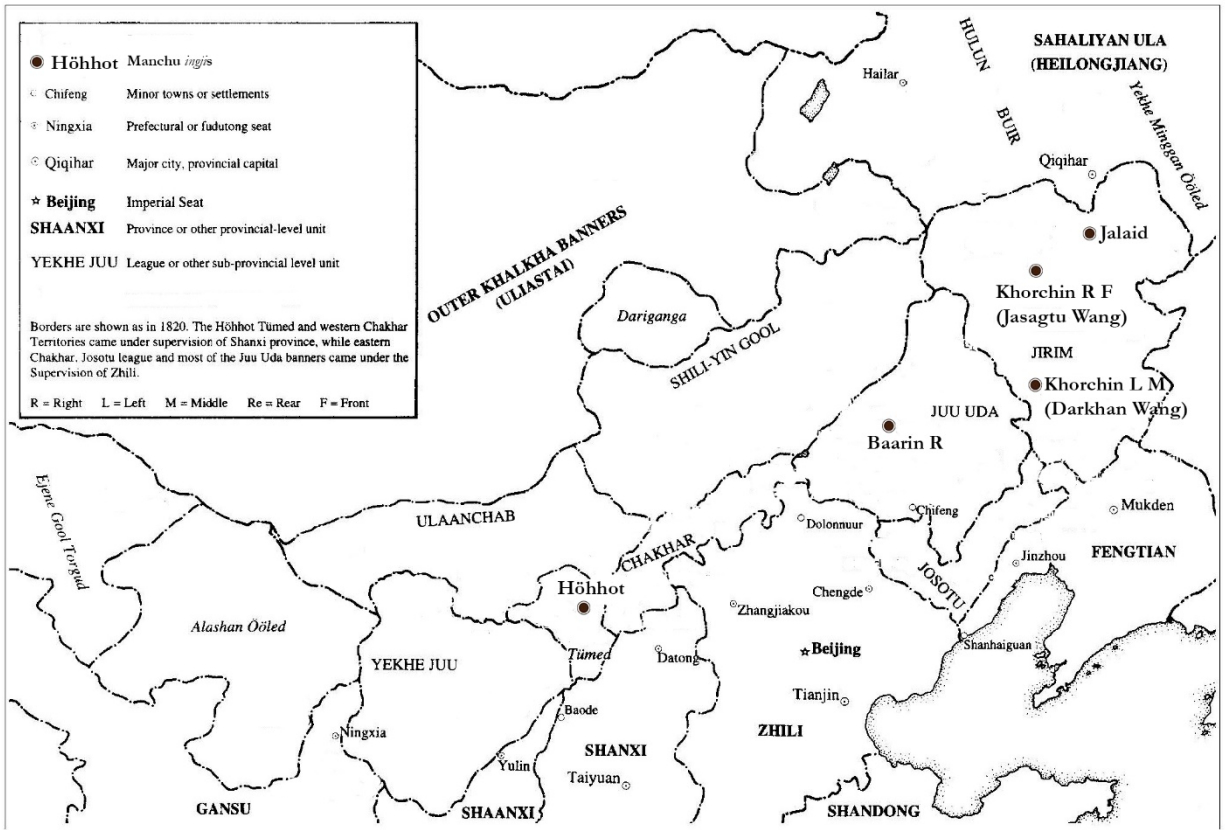 Höhhot Manchu ingjis
Chifeng Minor towns or settlements
Ningxia Prefectural or fudutong seat
Qiqihar Major city, provincial capital
Beijing Imperial Seat
SHAANXI Province or other provincial-level unit
YEKHE JUU League or other sub-provincial level unit
Borders are shown as in 1820. The Höhhot Tümed and western Chakhar
Territories came under supervision of Shanxi province, while eastern
Chakhar, Josotu league and most of the Juu Uda banners came under the
Supervision of Zhili.
R = Right L = Left M = Middle Re = Rear F = Front
HULUN
BUIR
SAHALIYAN ULA
(HEILONGJIANG)
Hailar
Yekhe Minggan Ööled
Qiqihar
Jalaid
OUTER KHALKHA BANNERS
(ULIASTAI)
Khorchin R F
(Jasagtu Wang)
Dariganga
SHILI-YIN GOOL
JIRIM
Khorchin L M
(Darkhan Wang)
JUU UDA
Baarin R
Ejene Gool Torgud
ULAANCHAB
CHAKHAR
Dolonnuur
Chifeng
Mukden
FENGTIAN
JOSOTU
Jinzhou
Höhhot
Chengde
Zhangjiakou
Alashan Ööled
YEKHE JUU
Tümed
Datong
Beijing
Shanhaiguan
Tianjin
Baode
ZHILI
Ningxia
SHANXI
Yulin
Taiyuan
GANSU
SHAANXI
SHANDONG